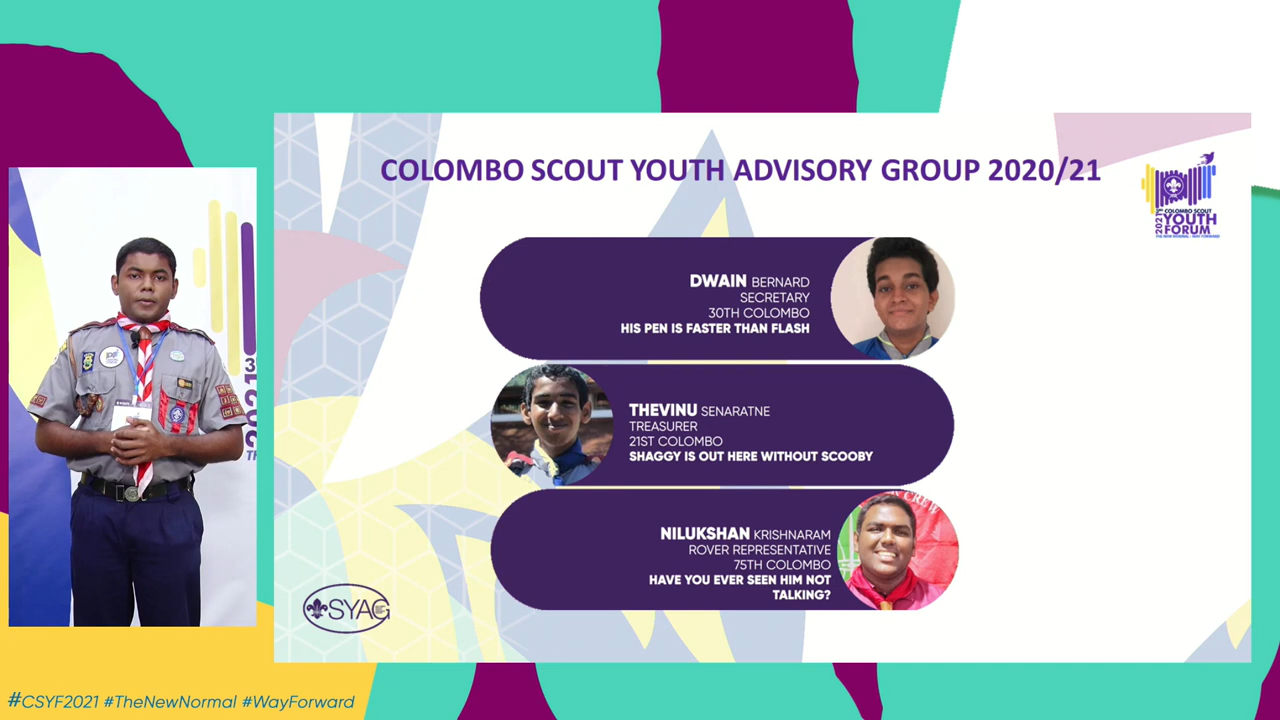 COLOMBO SCOUT YOUTH ADVISORY GROUP 2020/21
2021
COLOMBO SCOUT
YOUTH
FORUM
DWAIN BERNARD
SECRETARY
30TH COLOMBO
HIS PEN IS FASTER THAN FLASH
THEVINU SENARATNE
TREASURER
21ST COLOMBO
SHAGGY IS OUT HERE WITHOUT SCOOBY
NILUKSHAN KRISHNARAM
ROVER REPRESENTATIVE
75TH COLOMBO
HAVE YOU EVER SEEN HIM NOT
TALKING?
SYAG
2021
#CSYF2021 #TheNewNormal #WayForward